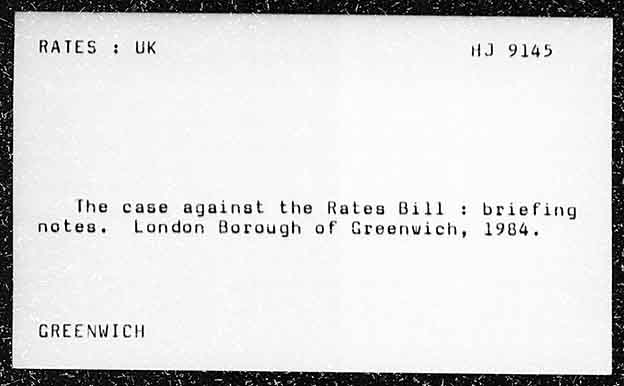 RATES : UK HJ 9145
The case against the Rates Bill : briefing
notes. London Borough of Greenwich, 1984.
GREENWICH